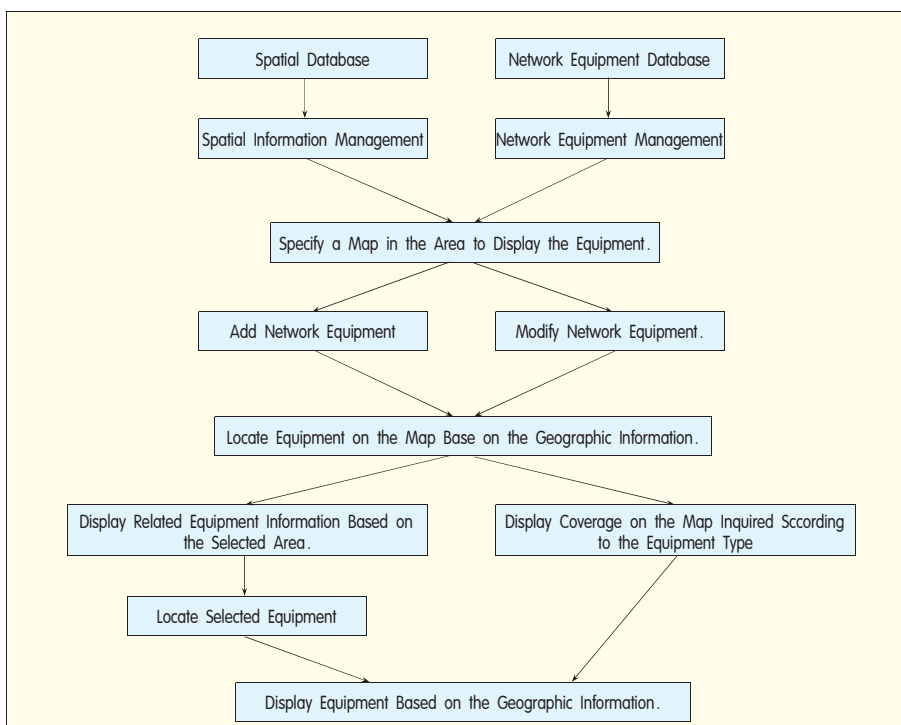 Spatial Database
Network Equipment Database
Spatial Information Management
Network Equipment Management
Specify a Map in the Area to Display the Equipment.
Add Network Equipment
Modify Network Equipment.
Locate Equipment on the Map Base on the Geographic Information.
Display Related Equipment Information Based on
the Selected Area.
Display Coverage on the Map Inquired Sccording
to the Equipment Type
Locate Selected Equipment
Display Equipment Based on the Geographic Information.